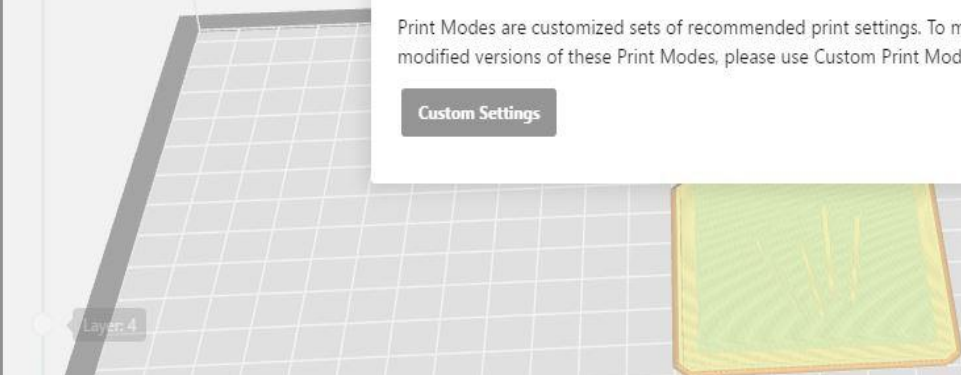 Print Modes are customized sets of recommended print settings. To
modified versions of these Print Modes, please use Custom Print
Custom Settings
Layer: 4